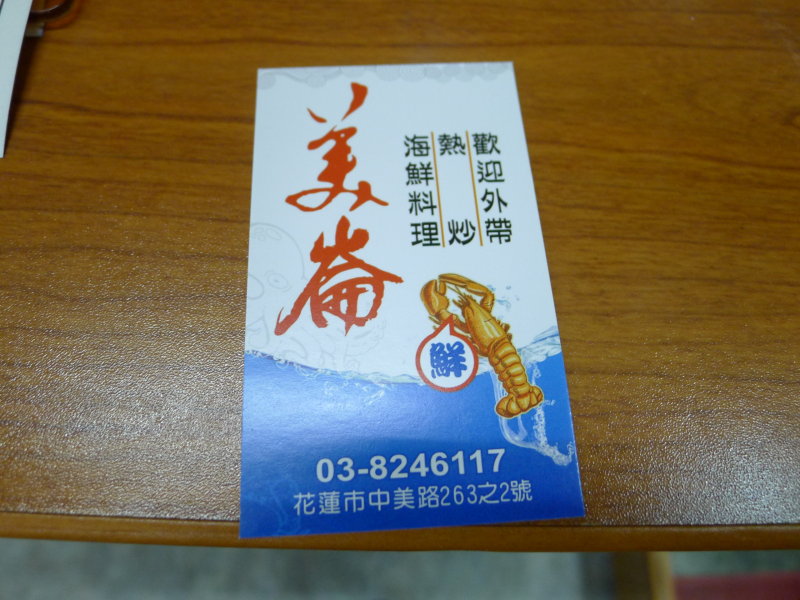 歡迎外帶
熱炒
海鮮料理
美崙
鮮
03-8246117
花蓮市中美路263之2號